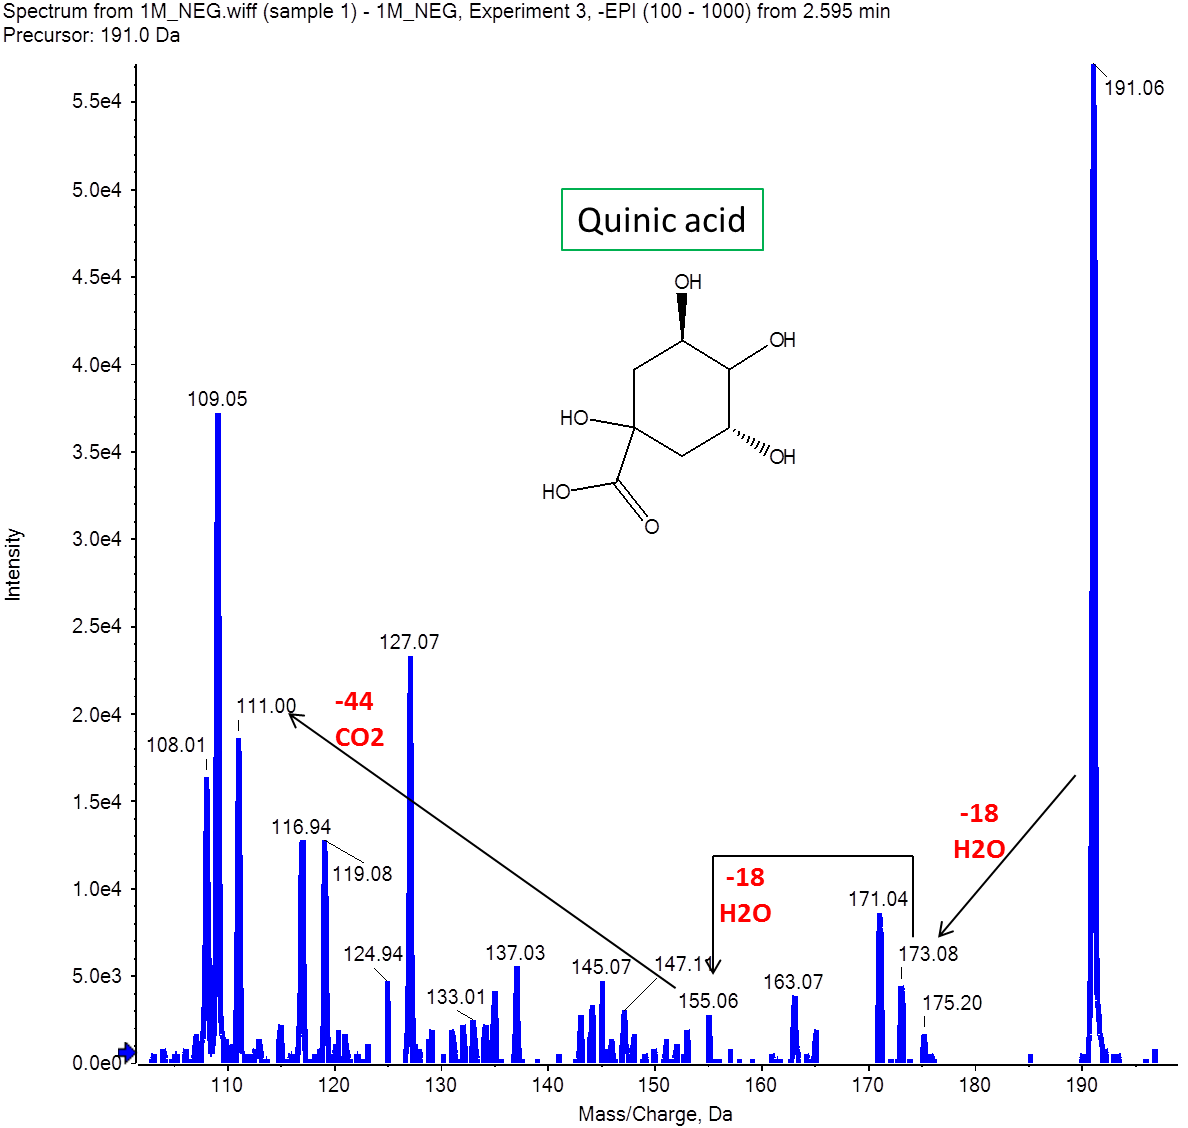 Spectrum from 1M_NEG.wiff (sample 1) - 1M_NEG, Experiment 3, -EPI (100 - 1000) from 2.595 min
Precursor: 191.0 Da
5.5e4
191.06
5.0e4
Quinic acid
4.5e4
OH
OH
4.0e4
109.05
HO
3.5e4
OH
HO
O
3.0e4
Intensity
2.5e4
127.07
-44
CO2
2.0e4
111.00
108.01
1.5e4
-18
H2O
116.94
119.08
1.0e4
-18
H2O
171.04
124.94
137.03
5.0e3
145.07
147.11
173.08
133.01
155.06
163.07
175.20
0.0e0
110
120
130
140
150
160
170
180
190
Mass/Charge, Da